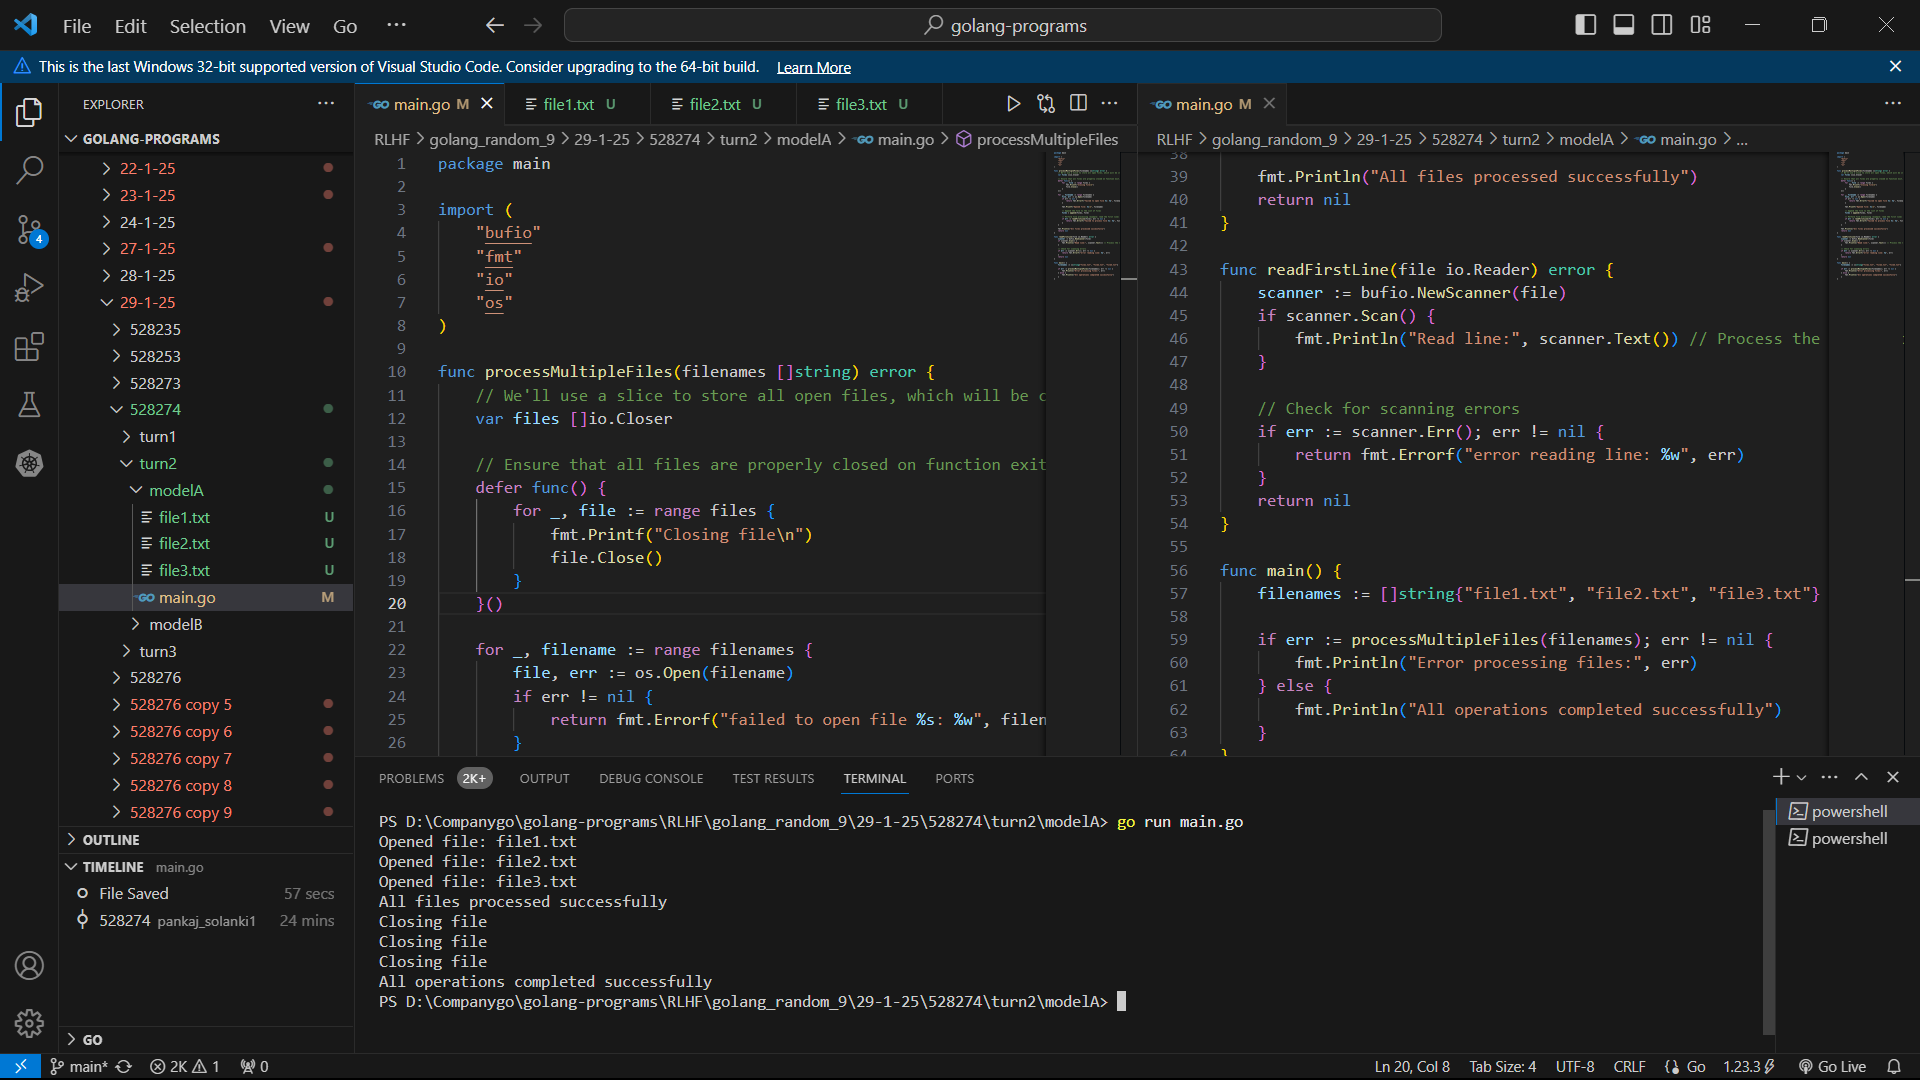 File Edit Selection View Go ···
golang-programs
This is the last Windows 32-bit supported version of Visual Studio Code. Consider upgrading to the 64-bit build. Learn More
EXPLORER
GOLANG-PROGRAMS
22-1-25
23-1-25
24-1-25
27-1-25
28-1-25
29-1-25
528235
528253
528273
528274
turn1
turn2
modelA
file1.txt U
file2.txt U
file3.txt U
main.go M
modelB
turn3
528276
528276 copy 5
528276 copy 6
528276 copy 7
528276 copy 8
528276 copy 9
OUTLINE
TIMELINE main.go
File Saved 57 secs
528274 pankaj_solanki1 24 mins
GO
4
main.go M file1.txt U file2.txt U file3.txt U
RLHF > golang_random_9 > 29-1-25 > 528274 > turn2 > modelA > main.go > processMultipleFiles
1 package main
2
3 import (
4 "bufio"
5 "fmt"
6 "io"
7 "os"
8 )
9
10 func processMultipleFiles(filenames []string) error {
11 // We'll use a slice to store all open files, which will be c
12 var files []io.Closer
13
14 // Ensure that all files are properly closed on function exit
15 defer func() {
16 for _, file := range files {
17 fmt.Printf("Closing file\n")
18 file.Close()
19 }
20 }()
21
22 for _, filename := range filenames {
23 file, err := os.Open(filename)
24 if err != nil {
25 return fmt.Errorf("failed to open file %s: %w", filen
26 }
main.go M
RLHF > golang_random_9 > 29-1-25 > 528274 > turn2 > modelA > main.go > ...
38
39 fmt.Println("All files processed successfully")
40 return nil
41 }
42
43 func readFirstLine(file io.Reader) error {
44 scanner := bufio.NewScanner(file)
45 if scanner.Scan() {
46 fmt.Println("Read line:", scanner.Text()) // Process the
47 }
48
49 // Check for scanning errors
50 if err := scanner.Err(); err != nil {
51 return fmt.Errorf("error reading line: %w", err)
52 }
53 return nil
54 }
55
56 func main() {
57 filenames := []string{"file1.txt", "file2.txt", "file3.txt"}
58
59 if err := processMultipleFiles(filenames); err != nil {
60 fmt.Println("Error processing files:", err)
61 } else {
62 fmt.Println("All operations completed successfully")
63 }
64 }
PROBLEMS 2K+ OUTPUT DEBUG CONSOLE TEST RESULTS TERMINAL PORTS
PS D:\Companygo\golang-programs\RLHF\golang_random_9\29-1-25\528274\turn2\modelA> go run main.go
Opened file: file1.txt
Opened file: file2.txt
Opened file: file3.txt
All files processed successfully
Closing file
Closing file
Closing file
All operations completed successfully
PS D:\Companygo\golang-programs\RLHF\golang_random_9\29-1-25\528274\turn2\modelA>
powershell
powershell
main* 2K 1 0
Ln 20, Col 8 Tab Size: 4 UTF-8 CRLF Go 1.23.3 Go Live